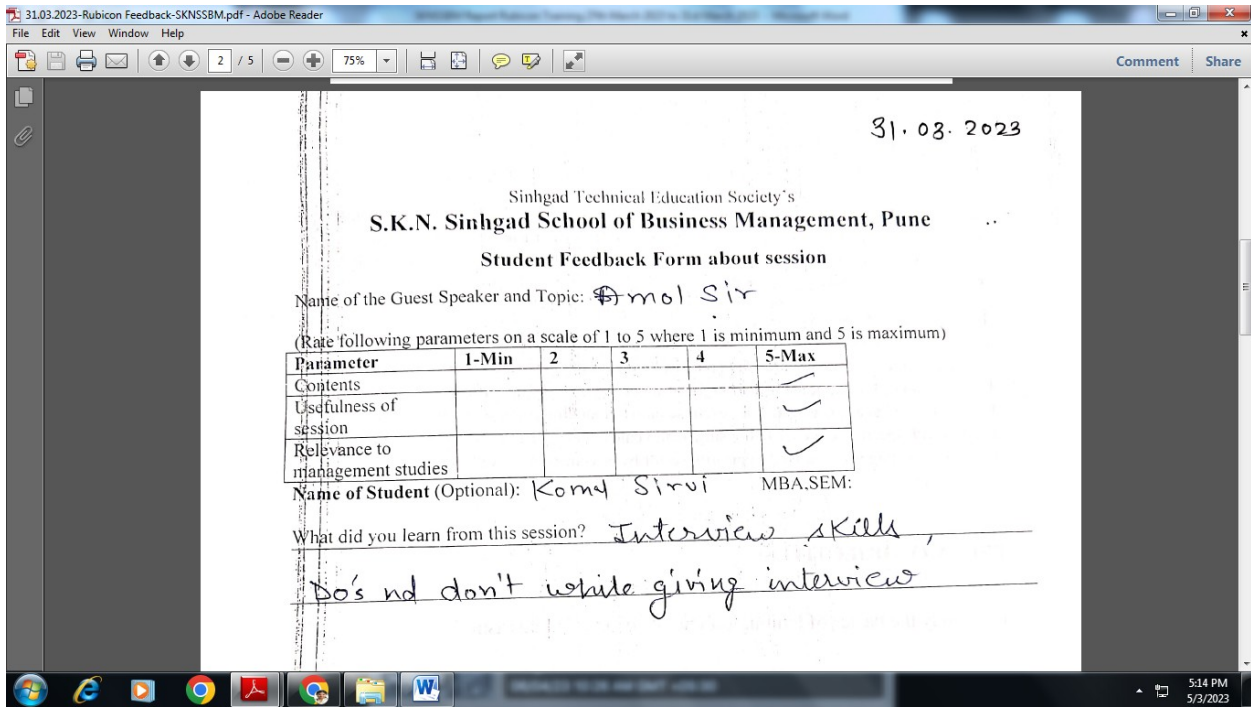 31.03.2023-Rubicon Feedback-SKNSSBM.pdf - Adobe Reader
File Edit View Window Help
2 / 5 75% Comment Share
31.03.2023
Sinhgad Technical Education Society's
S.K.N. Sinhgad School of Business Management, Pune
Student Feedback Form about session
Name of the Guest Speaker and Topic: Amol Sir
(Rate following parameters on a scale of 1 to 5 where 1 is minimum and 5 is maximum)
Parameter 1-Min 2 3 4 5-Max
Contents
Usefulness of
session
Relevance to
management studies
Name of Student (Optional): Komal Sirvi MBA,SEM:
What did you learn from this session? Interview skills,
Do's nd don't while giving interview
5:14 PM
5/3/2023